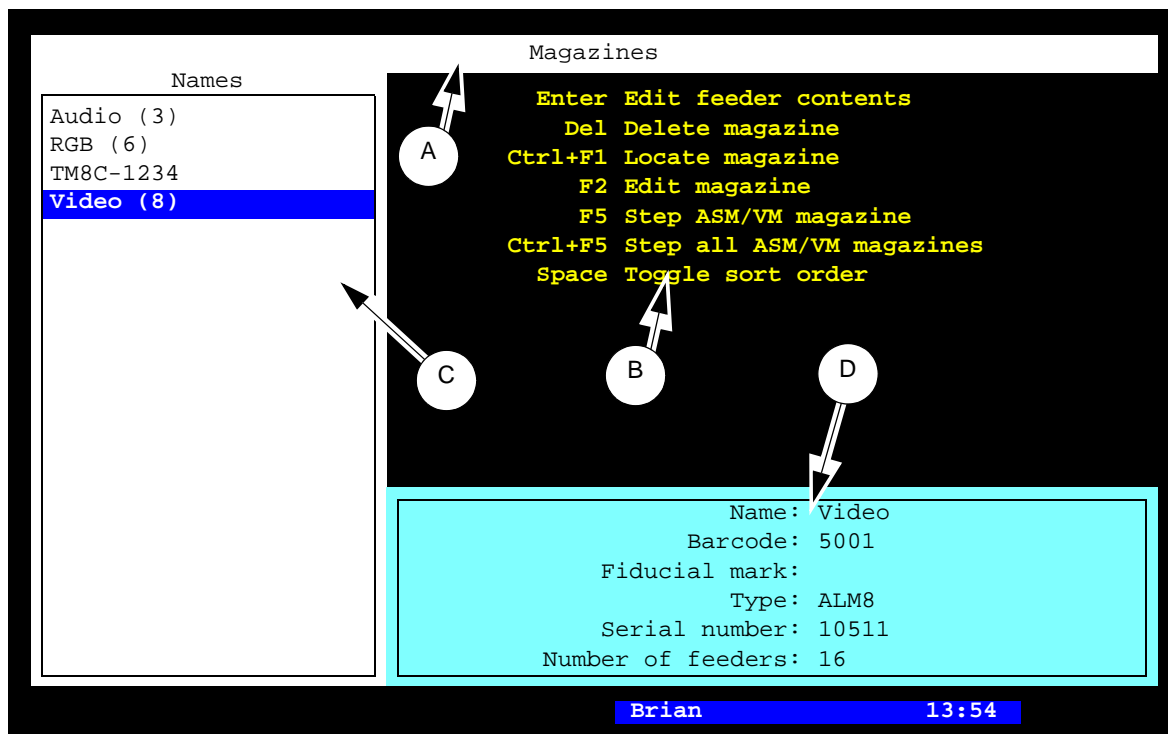 Magazines
Names
Audio (3)
RGB (6)
TM8C-1234
Video (8)
Enter Edit feeder contents
Del Delete magazine
Ctrl+F1 Locate magazine
F2 Edit magazine
F5 Step ASM/VM magazine
Ctrl+F5 Step all ASM/VM magazines
Space Toggle sort order
A
B
C
D
Name: Video
Barcode: 5001
Fiducial mark:
Type: ALM8
Serial number: 10511
Number of feeders: 16
Brian 13:54